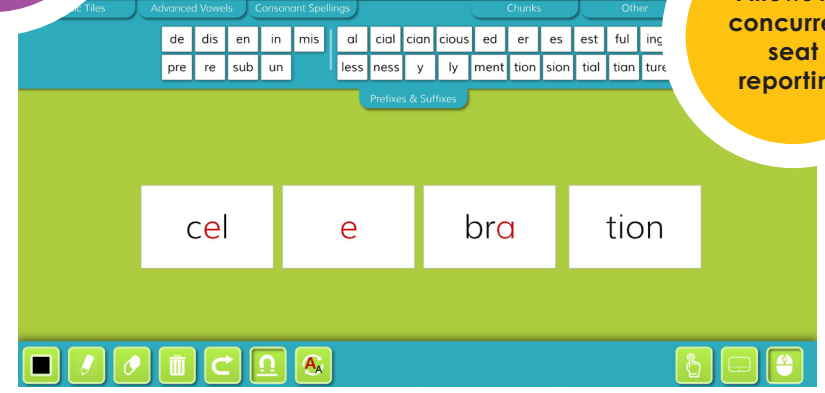 Tiles Advanced Vowels Consonant Spellings Chunks Other
de dis en in mis al cial cian cious ed er es est ful ing
pre re sub un less ness y ly ment tion sion tial tian ture
Prefixes & Suffixes
concurre
seat
reportin
cel e bra tion